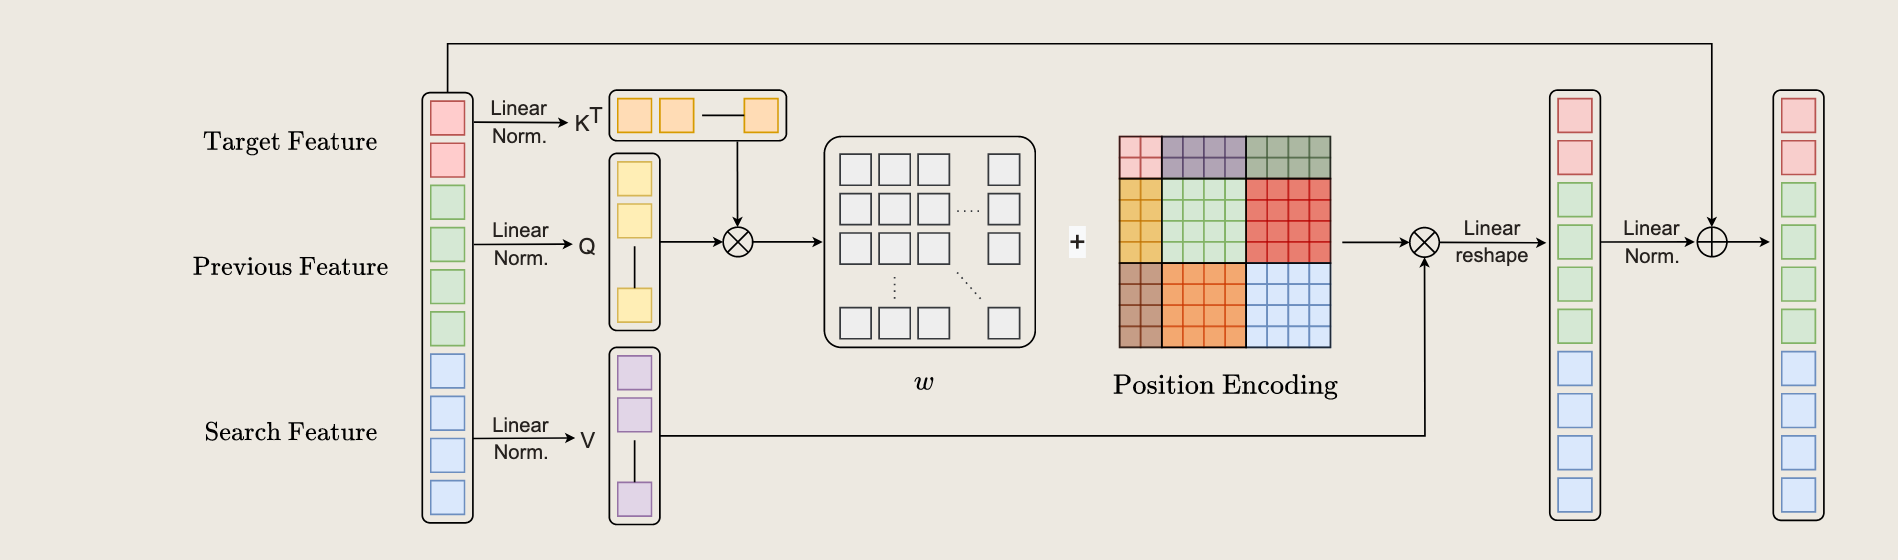 Target Feature
Previous Feature
Search Feature
Linear
Norm.
K^T
Linear
Norm.
Q
Linear
Norm.
V
w
+
Position Encoding
Linear
reshape
Linear
Norm.